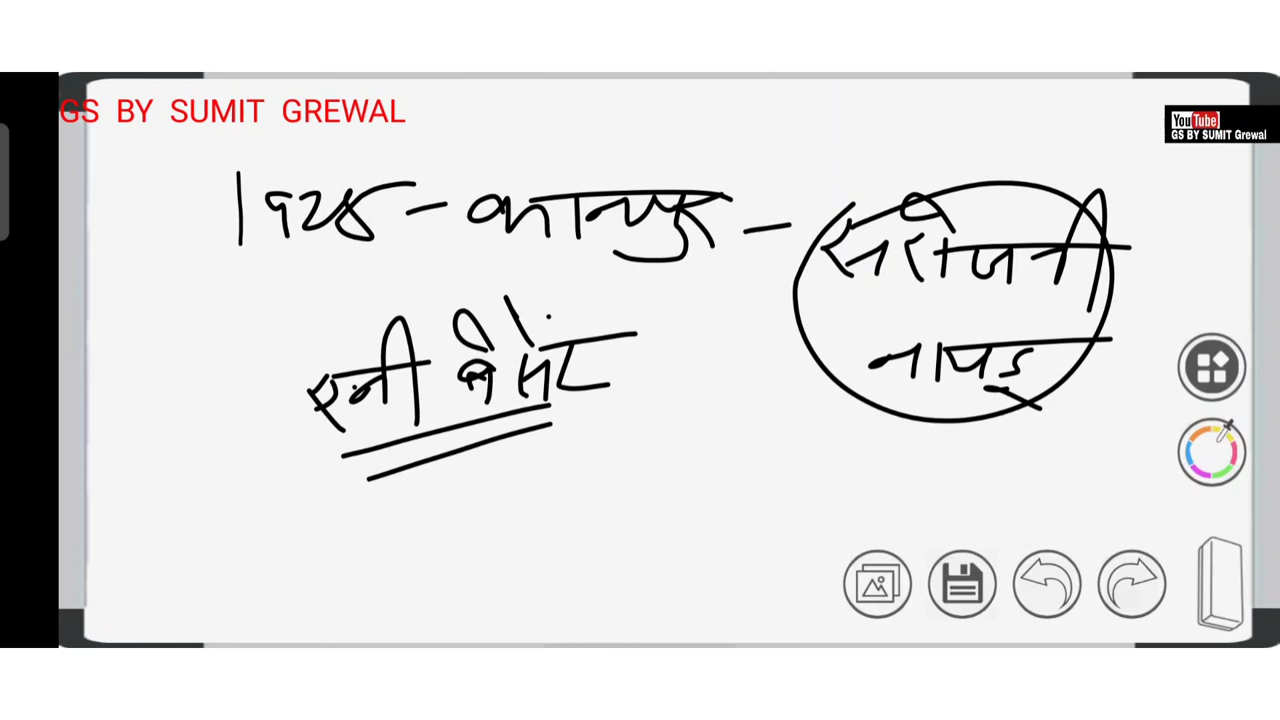 GS BY SUMIT GREWAL
YouTube
GS BY SUMIT Grewal
1925 - कानपुर - सरोजनी
नायडू
एनी बेसेंट